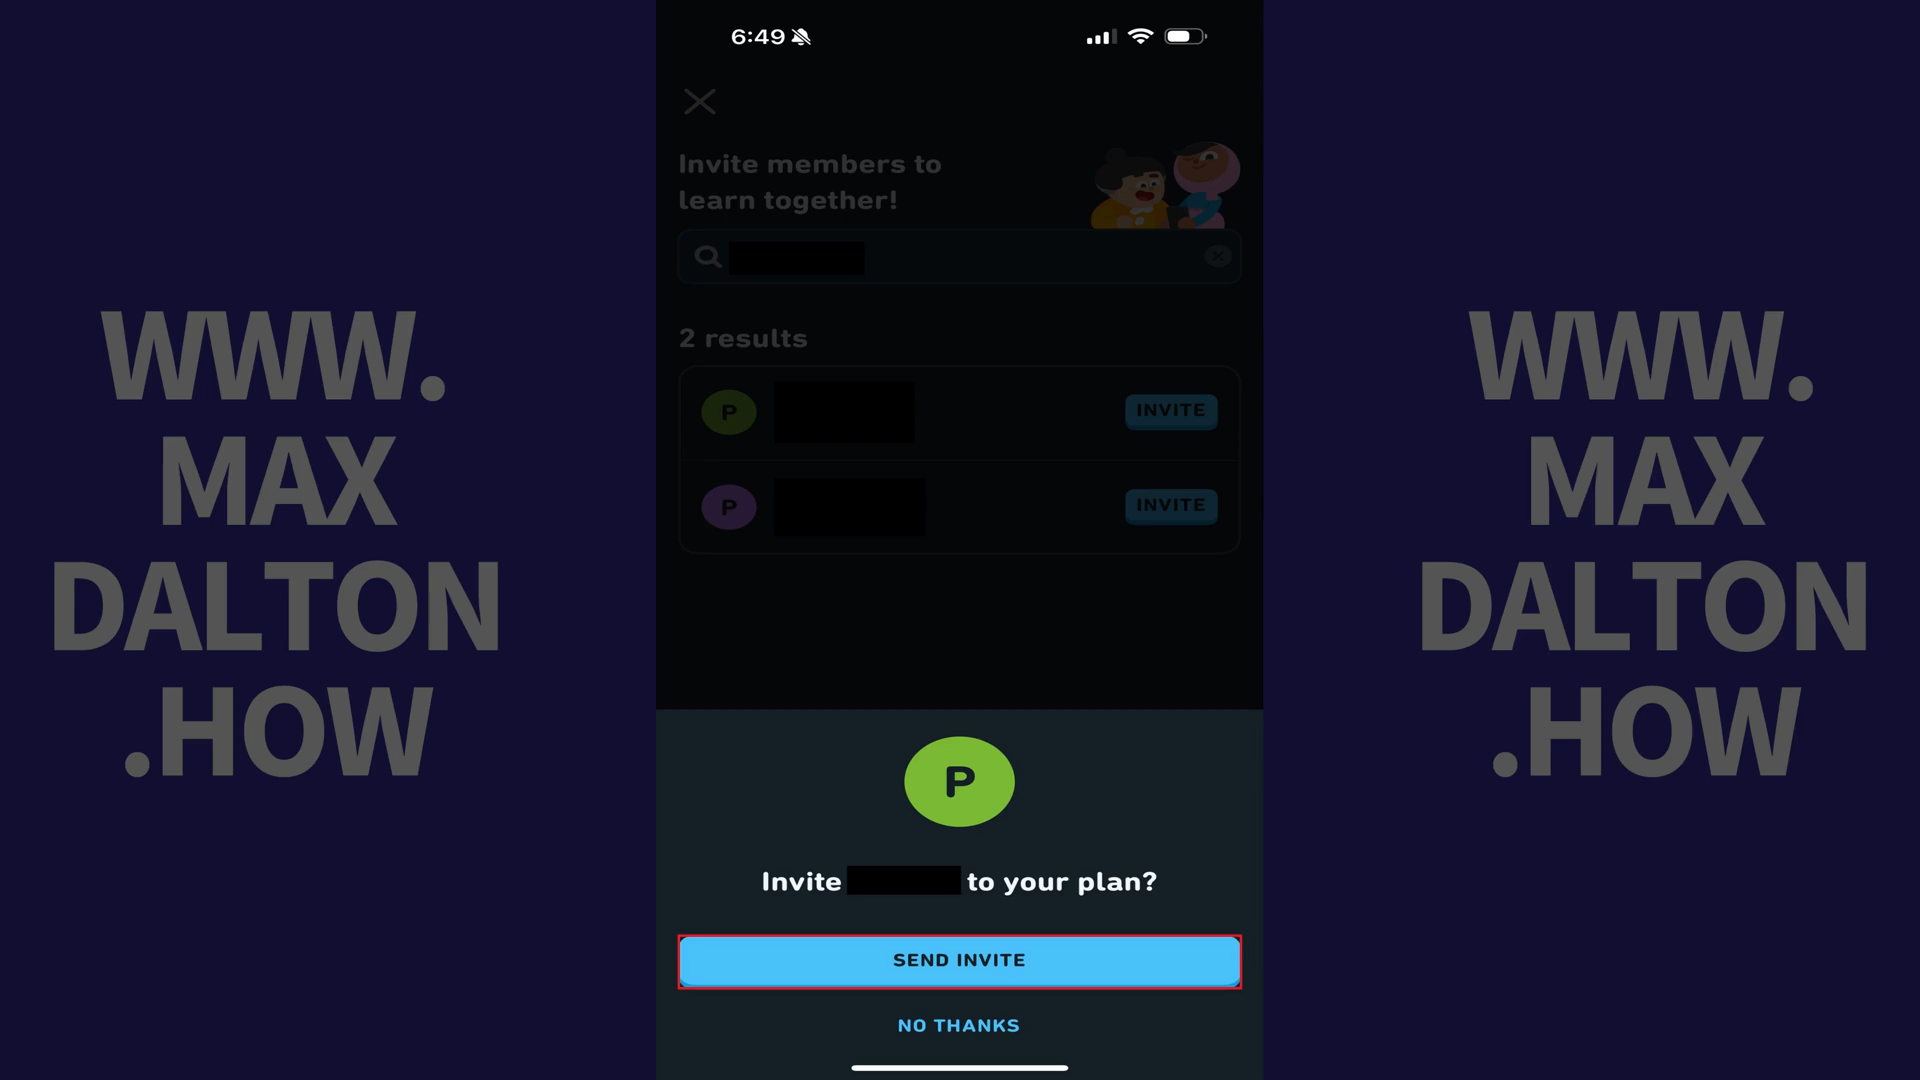 WWW.
MAX
DALTON
.HOW
6:49
Invite members to
learn together!
2 results
P
INVITE
P
INVITE
P
Invite to your plan?
SEND INVITE
NO THANKS
WWW.
MAX
DALTON
.HOW